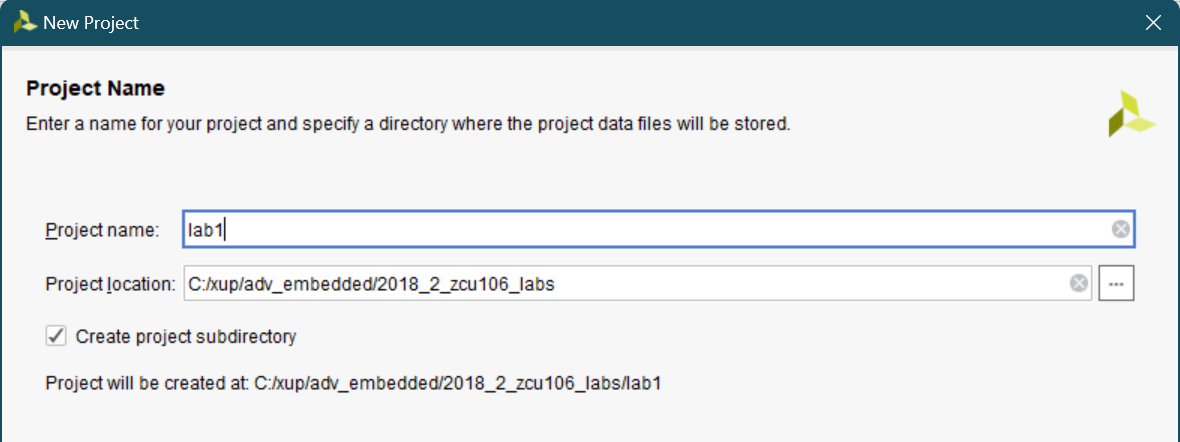 New Project
Project Name
Enter a name for your project and specify a directory where the project data files will be stored.
Project name: lab1
Project location: C:/xup/adv_embedded/2018_2_zcu106_labs ...
Create project subdirectory
Project will be created at: C:/xup/adv_embedded/2018_2_zcu106_labs/lab1